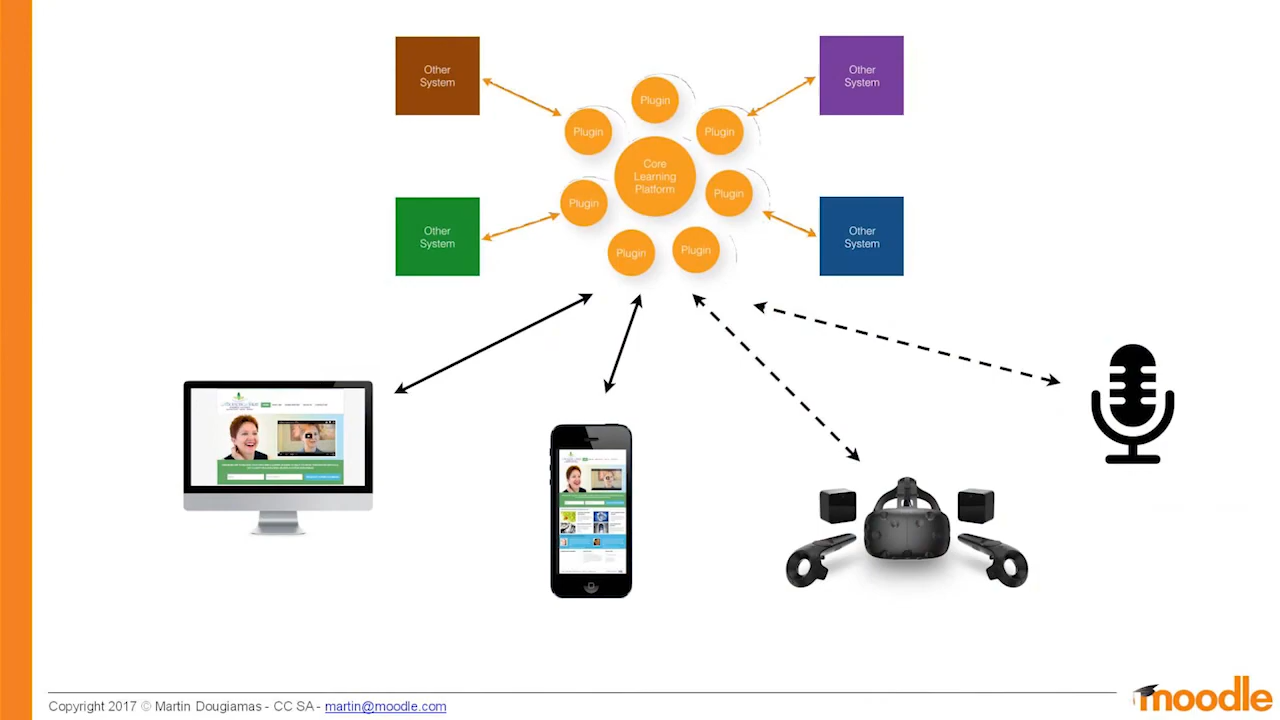 Other
System
Other
System
Plugin
Plugin
Plugin
Core
Learning
Platform
Plugin
Plugin
Plugin
Plugin
Other
System
Other
System
Copyright 2017 © Martin Dougiamas - CC SA - martin@moodle.com
moodle